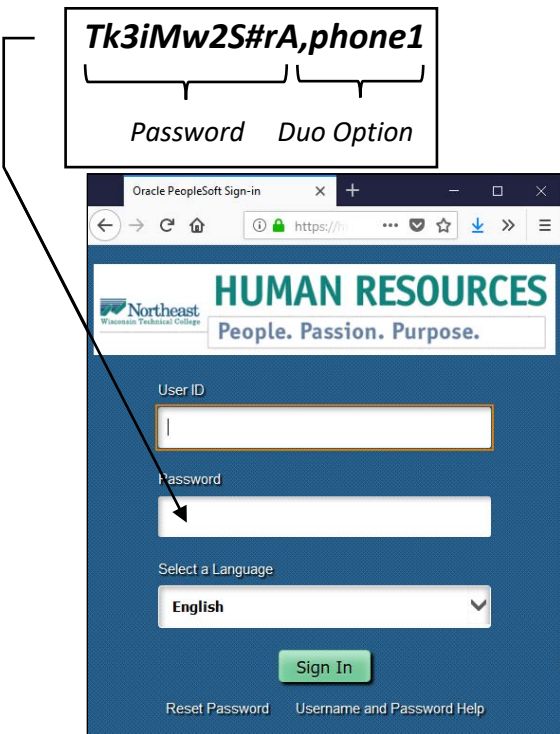 Tk3iMw2S#rA,phone1
Password Duo Option
Oracle PeopleSoft Sign-in
https://
Northeast
Wisconsin Technical College
HUMAN RESOURCES
People. Passion. Purpose.
User ID
Password
Select a Language
English
Sign In
Reset Password Username and Password Help